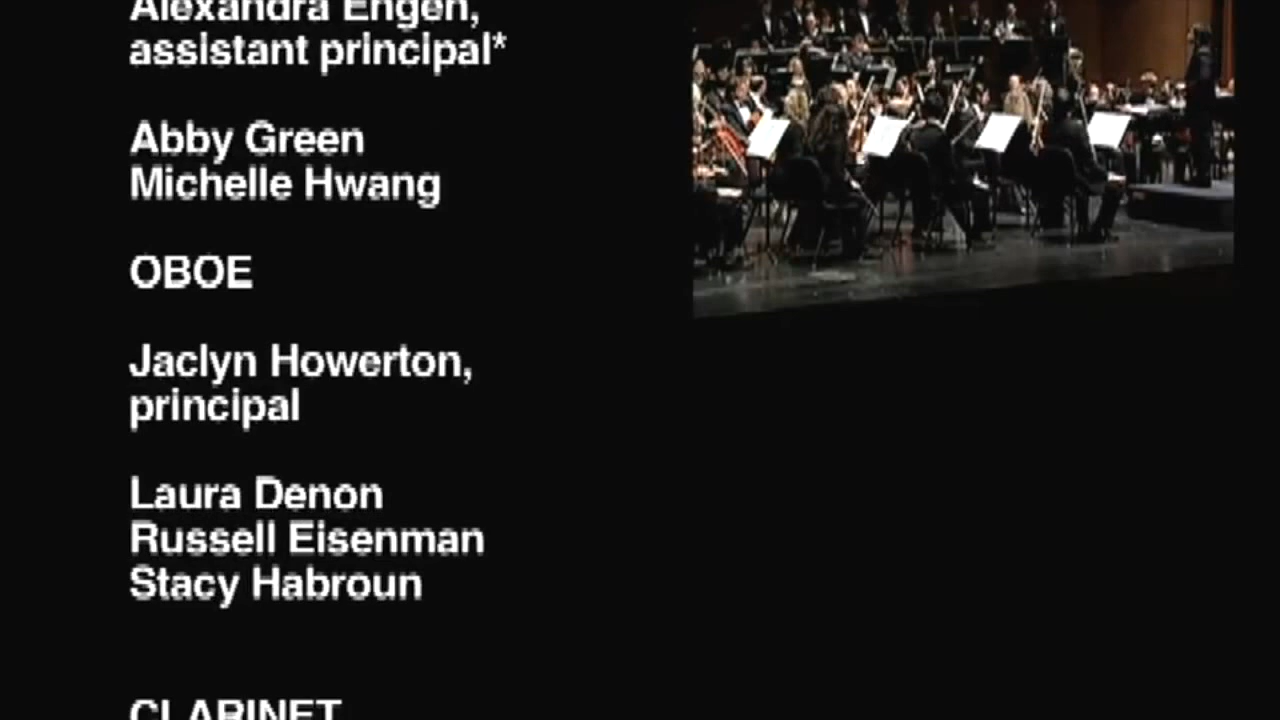 Alexandra Engen,
assistant principal*
Abby Green
Michelle Hwang
OBOE
Jaclyn Howerton,
principal
Laura Denon
Russell Eisenman
Stacy Habroun
CLARINET